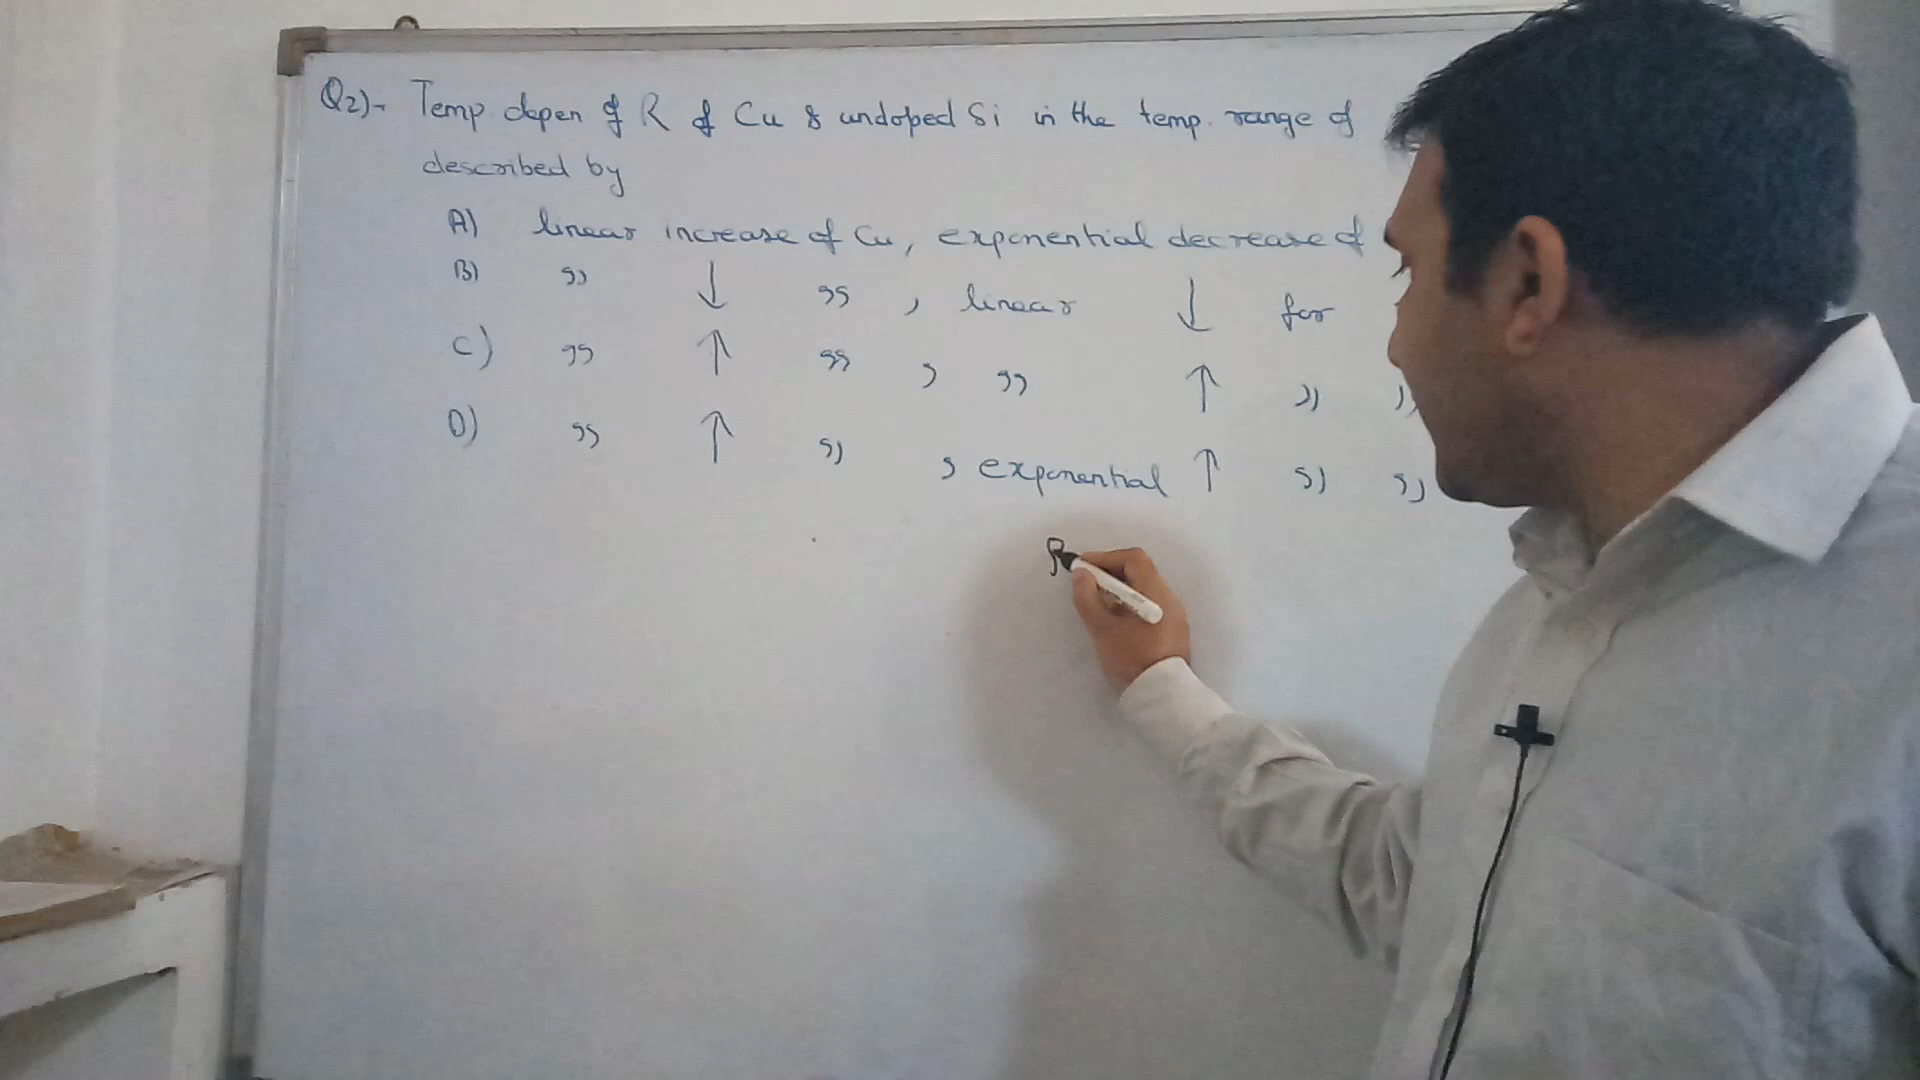 Q2)- Temp. depen of R of Cu & undoped Si in the temp. range of
described by
A) linear increase of Cu, exponential decrease of
B) ,, ↓ ,, , linear ↓ for
C) ,, ↑ ,, , ,, ↑ ,, ,,
D) ,, ↑ ,, , exponential ↑ ,, ,,
R